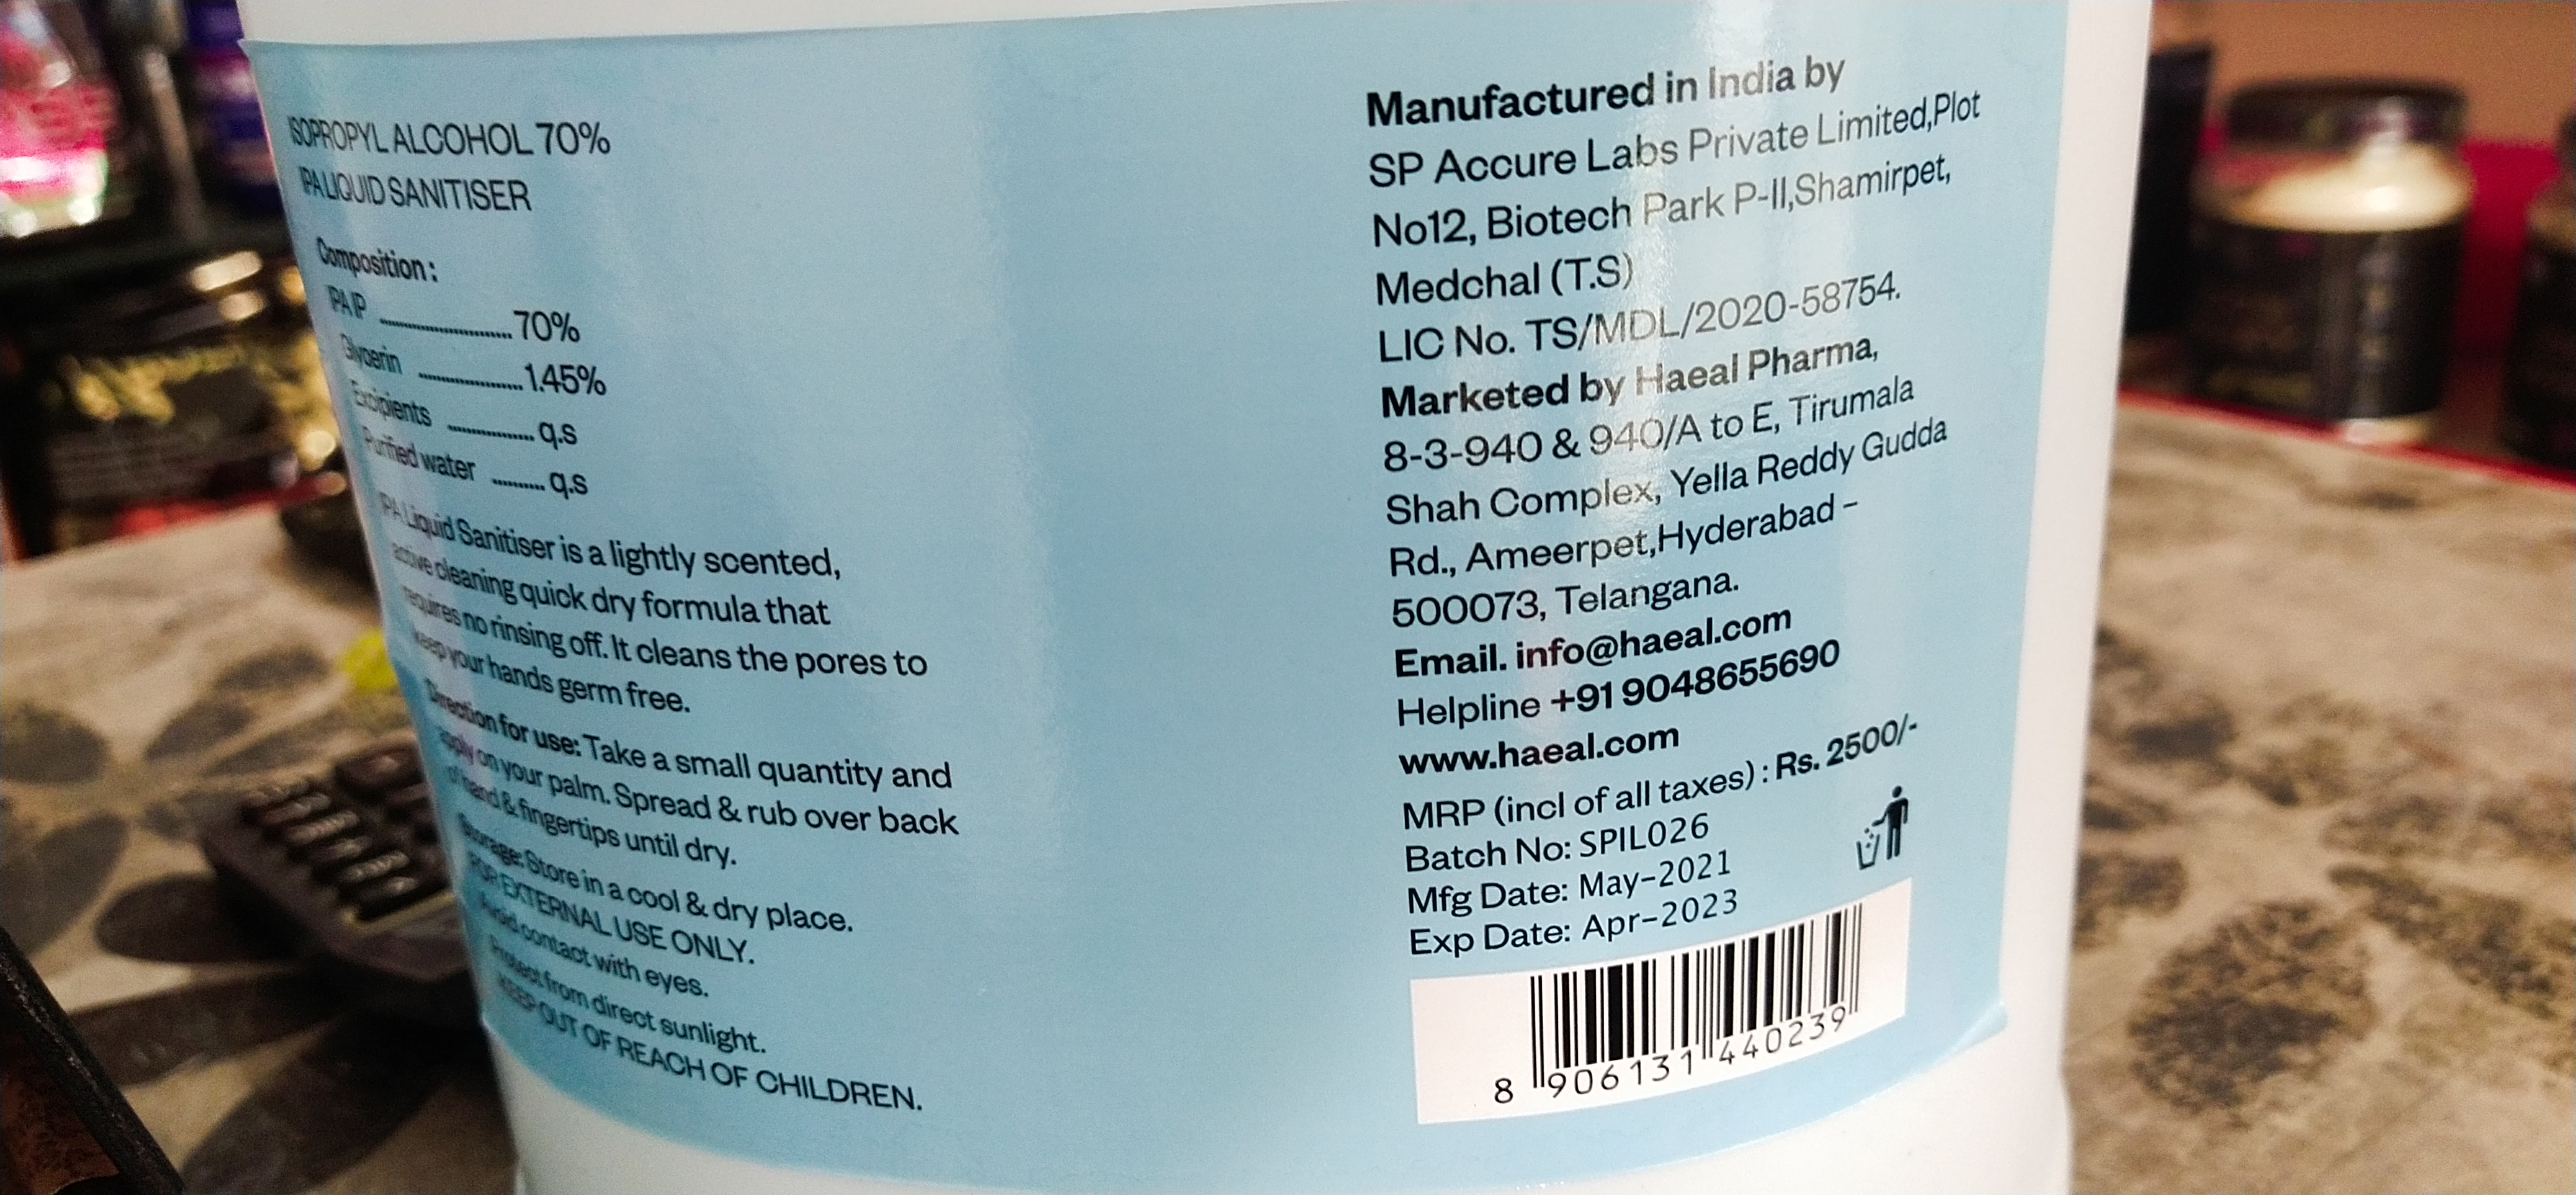 ISOPROPYL ALCOHOL 70%
IPA LIQUID SANITISER
Composition :
IPA IP ........................ 70%
Glycerin .................... 1.45%
Excipients ................ q.s
Purified water .......... q.s
IPA Liquid Sanitiser is a lightly scented,
active cleaning quick dry formula that
requires no rinsing off. It cleans the pores to
keep your hands germ free.
Direction for use: Take a small quantity and
apply on your palm. Spread & rub over back
of hand & fingertips until dry.
Storage: Store in a cool & dry place.
FOR EXTERNAL USE ONLY.
Avoid contact with eyes.
Protect from direct sunlight.
KEEP OUT OF REACH OF CHILDREN.
Manufactured in India by
SP Accure Labs Private Limited,Plot
No12, Biotech Park P-II,Shamirpet,
Medchal (T.S)
LIC No. TS/MDL/2020-58754.
Marketed by Haeal Pharma,
8-3-940 & 940/A to E, Tirumala
Shah Complex, Yella Reddy Gudda
Rd., Ameerpet,Hyderabad -
500073, Telangana.
Email. info@haeal.com
Helpline +91 9048655690
www.haeal.com
MRP (incl of all taxes) : Rs. 2500/-
Batch No: SPIL026
Mfg Date: May-2021
Exp Date: Apr-2023
8 906131 440239